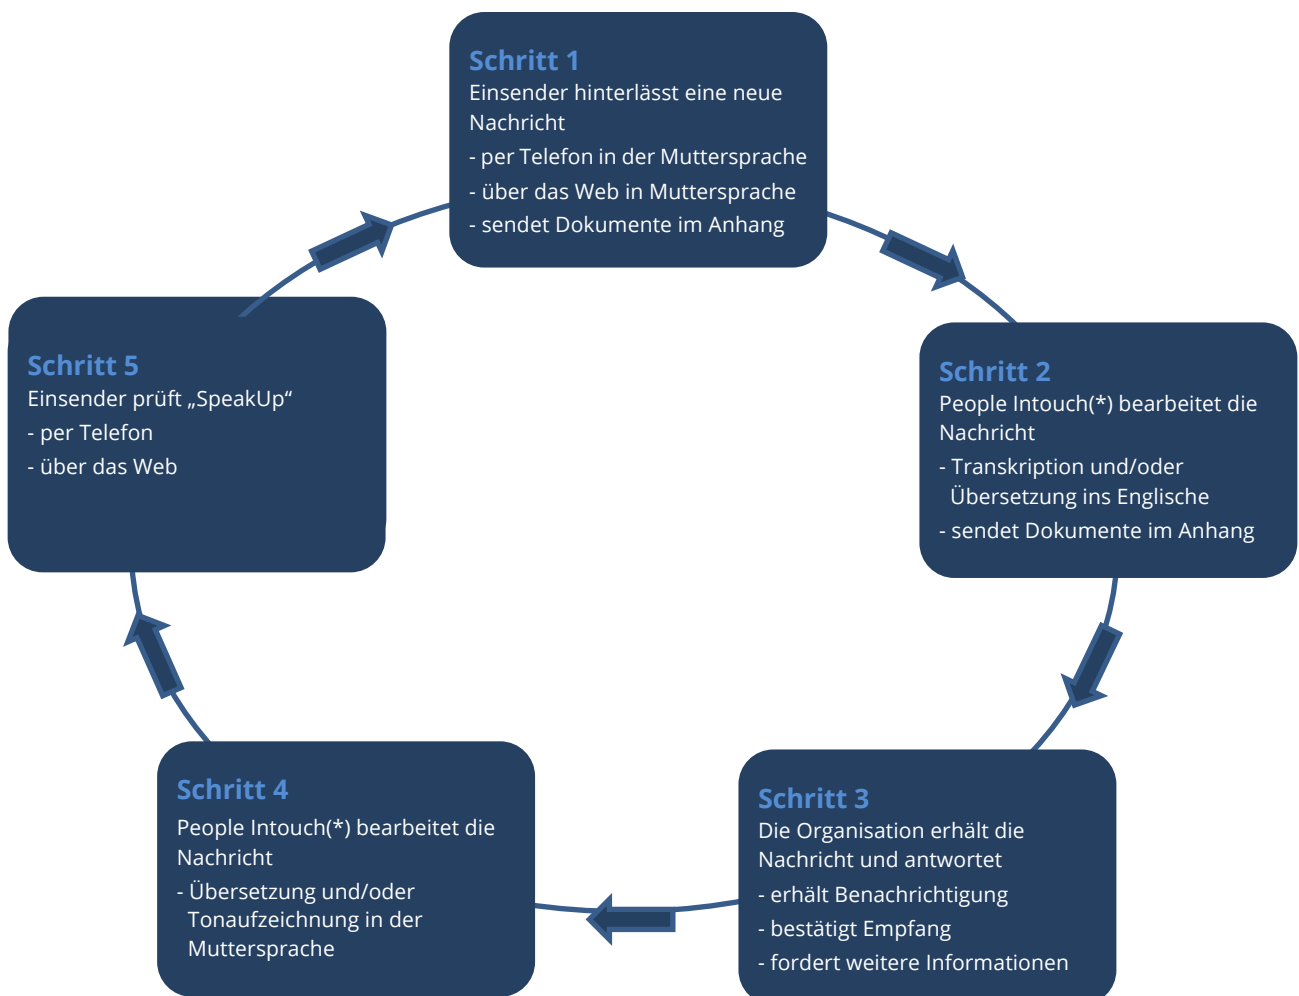 Schritt 1
Einsender hinterlässt eine neue
Nachricht
- per Telefon in der Muttersprache
- über das Web in Muttersprache
- sendet Dokumente im Anhang
Schritt 2
People Intouch(*) bearbeitet die
Nachricht
- Transkription und/oder
Übersetzung ins Englische
- sendet Dokumente im Anhang
Schritt 3
Die Organisation erhält die
Nachricht und antwortet
- erhält Benachrichtigung
- bestätigt Empfang
- fordert weitere Informationen
Schritt 4
People Intouch(*) bearbeitet die
Nachricht
- Übersetzung und/oder
Tonaufzeichnung in der
Muttersprache
Schritt 5
Einsender prüft „SpeakUp“
- per Telefon
- über das Web